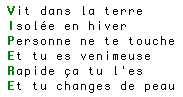 Vit dans la terre
Isolée en hiver
Personne ne te touche
Et tu es venimeuse
Rapide ça tu l'es
Et tu changes de peau